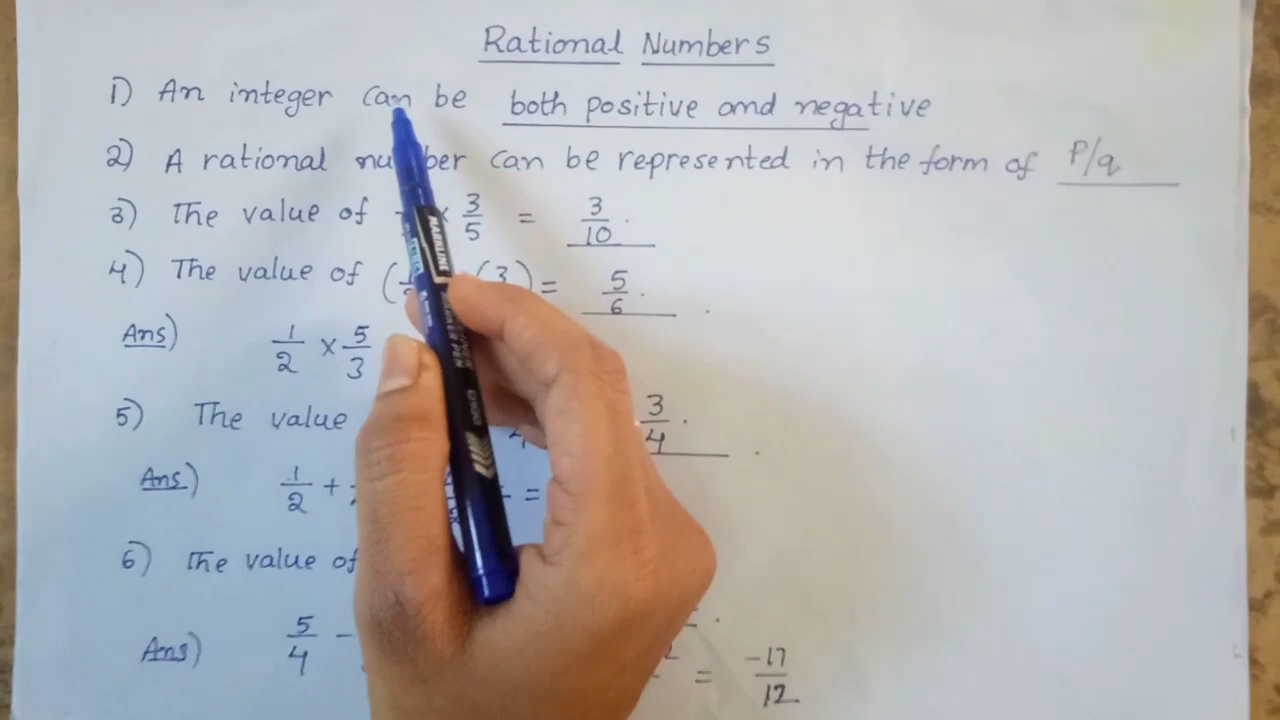 Rational Numbers
1) An integer can be both positive and negative
2) A rational number can be represented in the form of P/q
3) The value of × 3/5 = 3/10.
4) The value of ( (3 ) = 5/6.
Ans) 1/2 × 5/3
5) The value 3/4.
Ans) 1/2 + =
6) The value of
Ans) 5/4 - = -17/12
MARKLINE